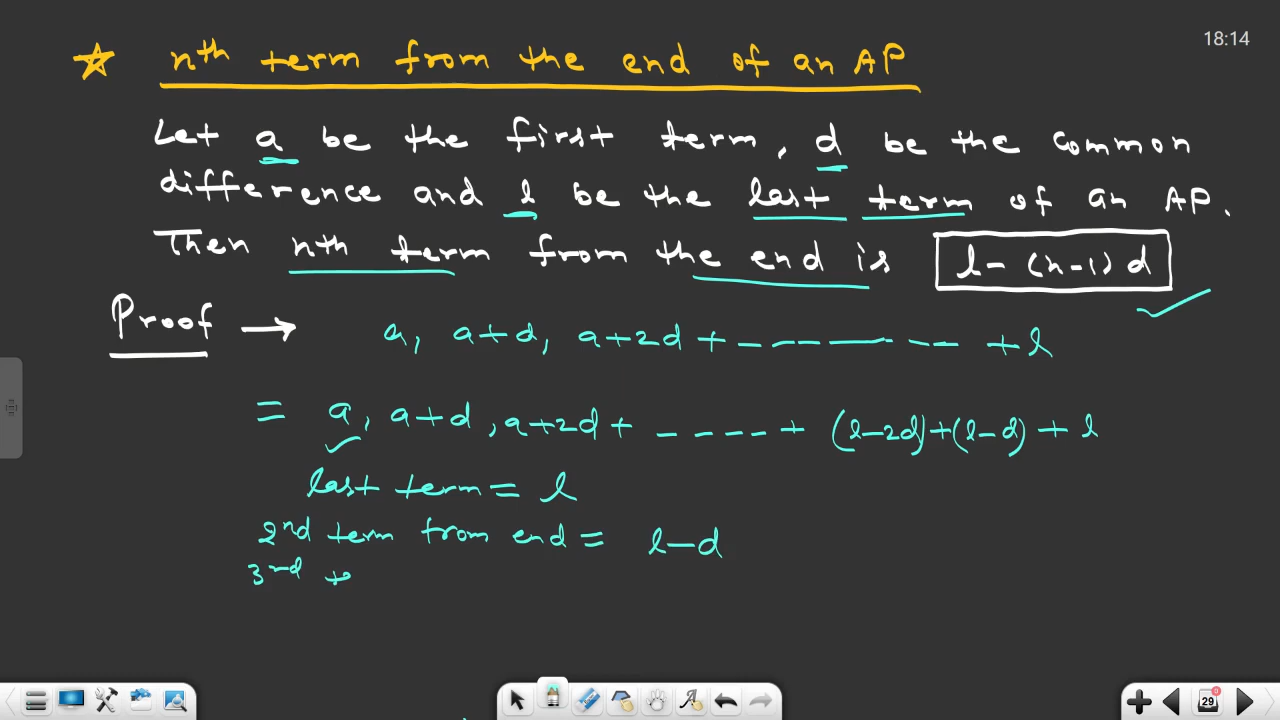 18:14
☆ nth term from the end of an AP
Let a be the first term, d be the common
difference and l be the last term of an AP.
Then nth term from the end is l-(n-1)d
Proof → a, a+d, a+2d+ ---------- +l
= a, a+d, a+2d+ ---- + (l-2d)+(l-d)+l
last term = l
2nd term from end = l-d
3nd te
29